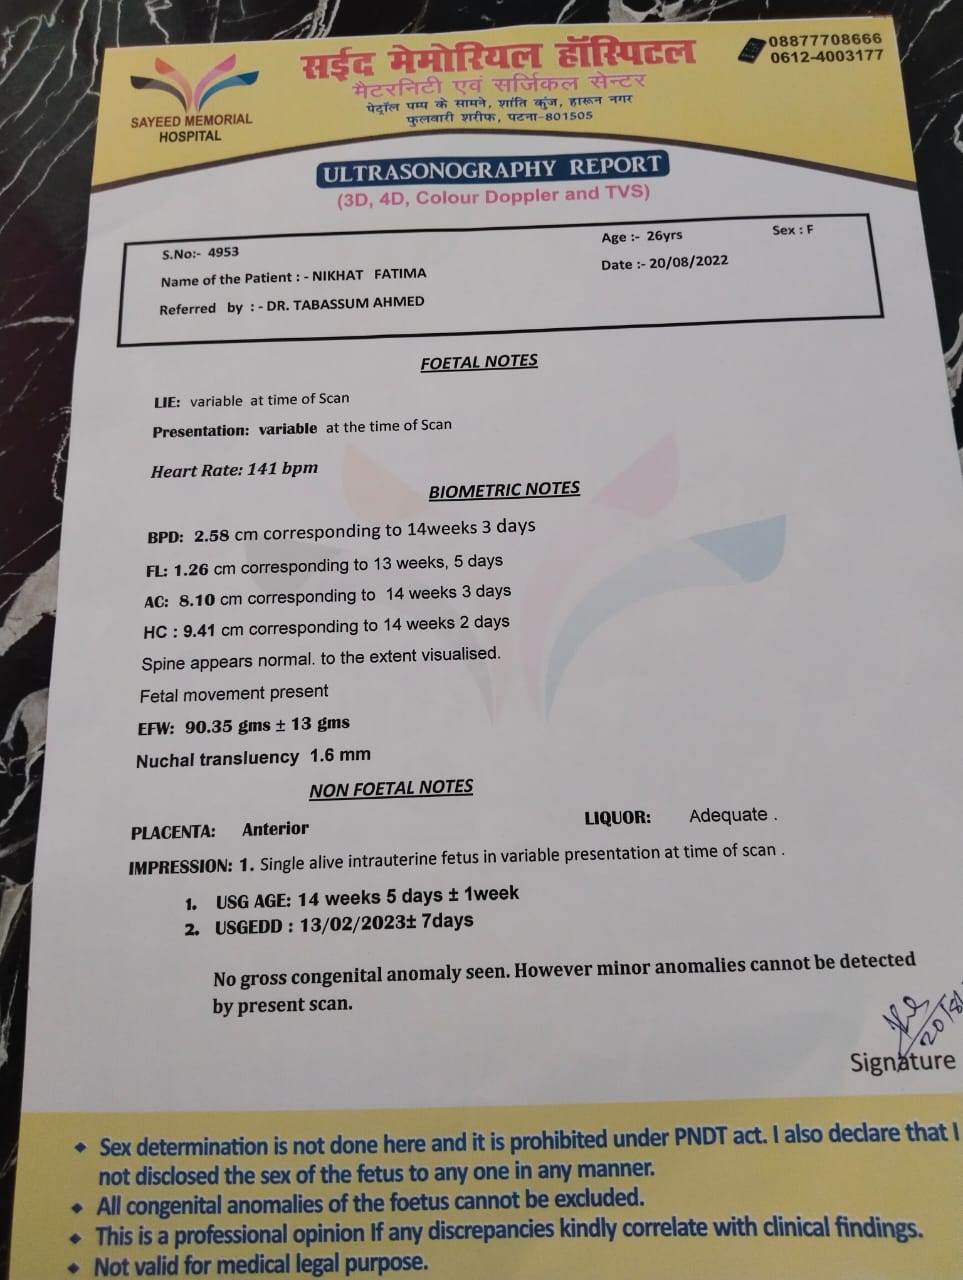 सईद मेमोरियल हॉस्पिटल
मैटरनिटी एवं सर्जिकल सेन्टर
पेट्रॉल पम्प के सामने, शांति कुंज, हारून नगर
फुलवारी शरीफ, पटना-801505
08877708666
0612-4003177
SAYEED MEMORIAL
HOSPITAL
ULTRASONOGRAPHY REPORT
(3D, 4D, Colour Doppler and TVS)
S.No:- 4953
Age :- 26yrs
Sex : F
Name of the Patient : - NIKHAT FATIMA
Date :- 20/08/2022
Referred by : - DR. TABASSUM AHMED
FOETAL NOTES
LIE: variable at time of Scan
Presentation: variable at the time of Scan
Heart Rate: 141 bpm
BIOMETRIC NOTES
BPD: 2.58 cm corresponding to 14weeks 3 days
FL: 1.26 cm corresponding to 13 weeks, 5 days
AC: 8.10 cm corresponding to 14 weeks 3 days
HC : 9.41 cm corresponding to 14 weeks 2 days
Spine appears normal. to the extent visualised.
Fetal movement present
EFW: 90.35 gms ± 13 gms
Nuchal transluency 1.6 mm
NON FOETAL NOTES
PLACENTA: Anterior
LIQUOR: Adequate .
IMPRESSION: 1. Single alive intrauterine fetus in variable presentation at time of scan .
1. USG AGE: 14 weeks 5 days ± 1week
2. USGEDD : 13/02/2023± 7days
No gross congenital anomaly seen. However minor anomalies cannot be detected
by present scan.
20/8/
Signature
◆ Sex determination is not done here and it is prohibited under PNDT act. I also declare that I
not disclosed the sex of the fetus to any one in any manner.
◆ All congenital anomalies of the foetus cannot be excluded.
◆ This is a professional opinion If any discrepancies kindly correlate with clinical findings.
◆ Not valid for medical legal purpose.